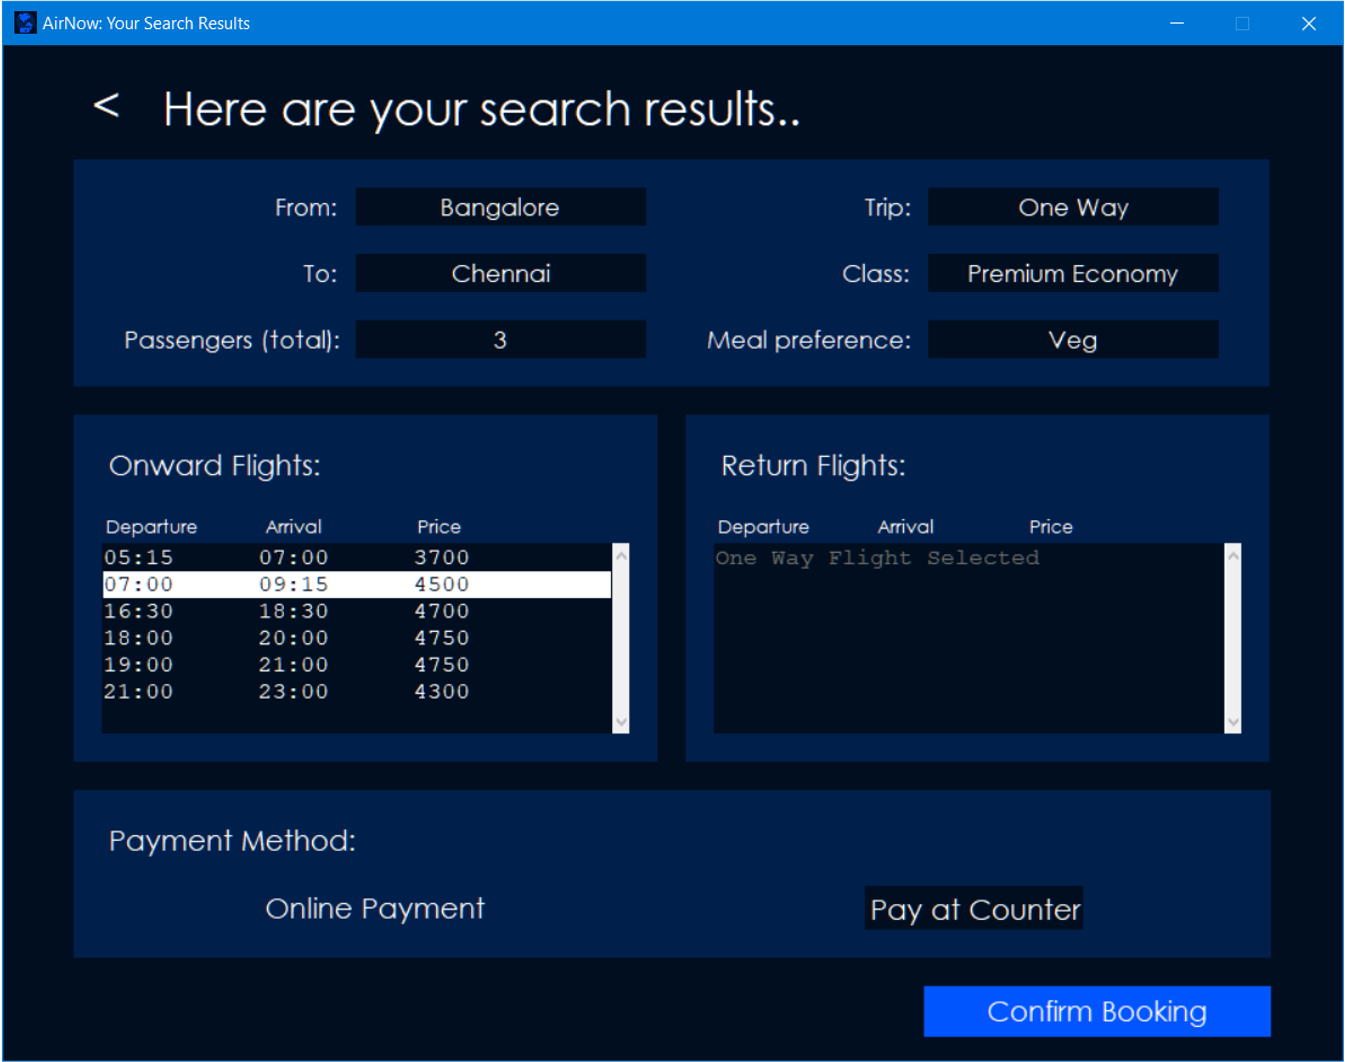 AirNow: Your Search Results
< Here are your search results..
From: Bangalore Trip: One Way
To: Chennai Class: Premium Economy
Passengers (total): 3 Meal preference: Veg
Onward Flights:
Departure Arrival Price
05:15 07:00 3700
07:00 09:15 4500
16:30 18:30 4700
18:00 20:00 4750
19:00 21:00 4750
21:00 23:00 4300
Return Flights:
Departure Arrival Price
One Way Flight Selected
Payment Method:
Online Payment Pay at Counter
Confirm Booking